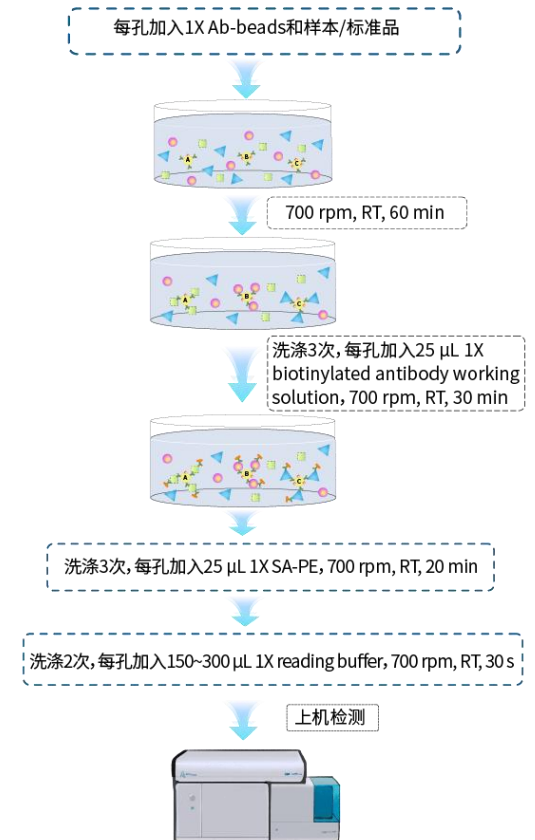 每孔加入1X Ab-beads和样本/标准品
A
B
C
700 rpm, RT, 60 min
A
B
C
洗涤3次，每孔加入25 µL 1X
biotinylated antibody working
solution，700 rpm, RT, 30 min
A
B
C
洗涤3次，每孔加入25 µL 1X SA-PE，700 rpm, RT, 20 min
洗涤2次，每孔加入150~300 µL 1X reading buffer，700 rpm, RT, 30 s
上机检测